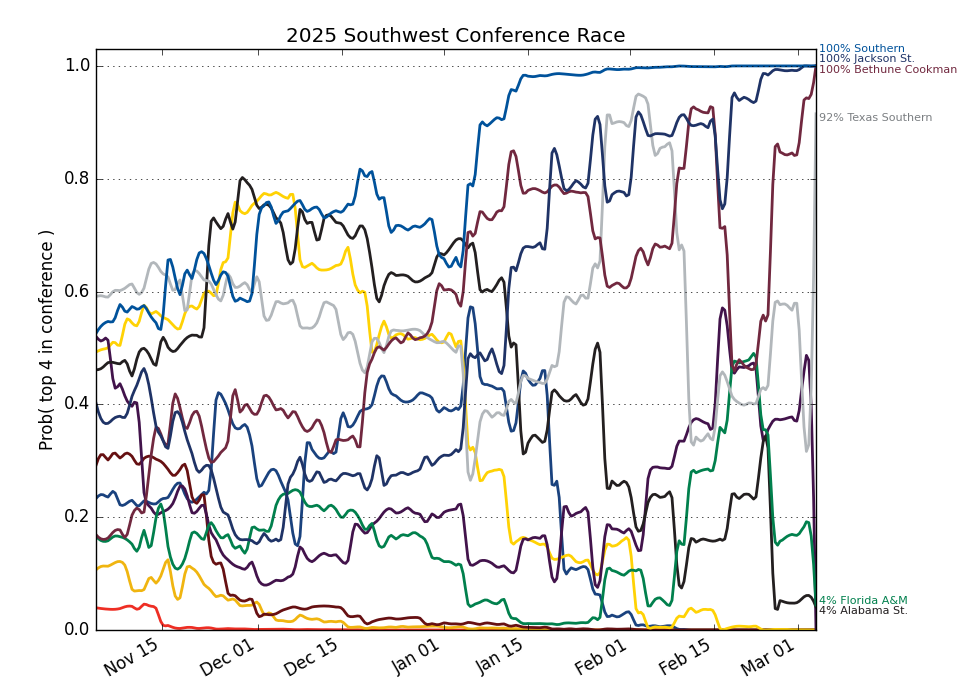 2025 Southwest Conference Race
Prob( top 4 in conference )
1.0
0.8
0.6
0.4
0.2
0.0
Nov 15
Dec 01
Dec 15
Jan 01
Jan 15
Feb 01
Feb 15
Mar 01
100% Southern
100% Jackson St.
100% Bethune Cookman
92% Texas Southern
4% Florida A&M
4% Alabama St.